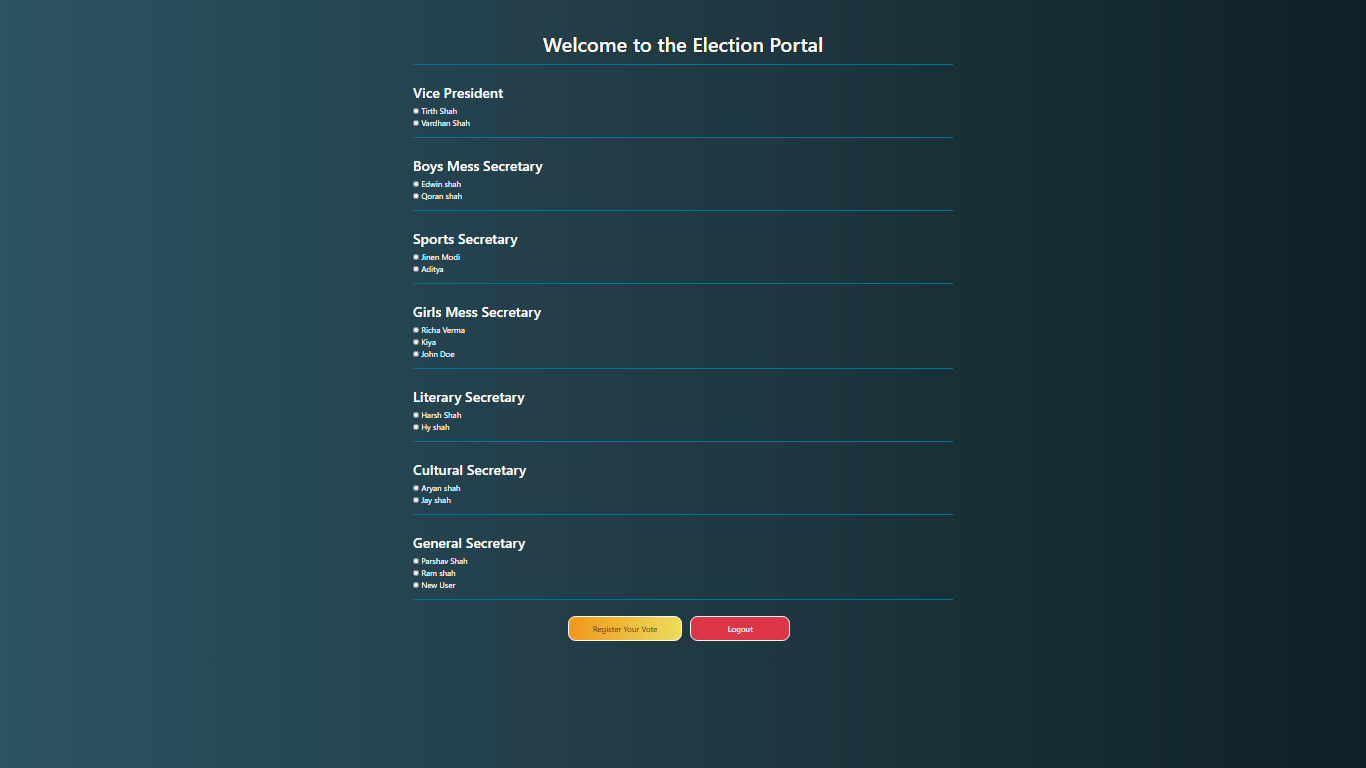 Welcome to the Election Portal
Vice President
Tirth Shah
Vardhan Shah
Boys Mess Secretary
Edwin shah
Qoran shah
Sports Secretary
Jinen Modi
Aditya
Girls Mess Secretary
Richa Verma
Kiya
John Doe
Literary Secretary
Harsh Shah
Hy shah
Cultural Secretary
Aryan shah
Jay shah
General Secretary
Parshav Shah
Ram shah
New User
Register Your Vote Logout